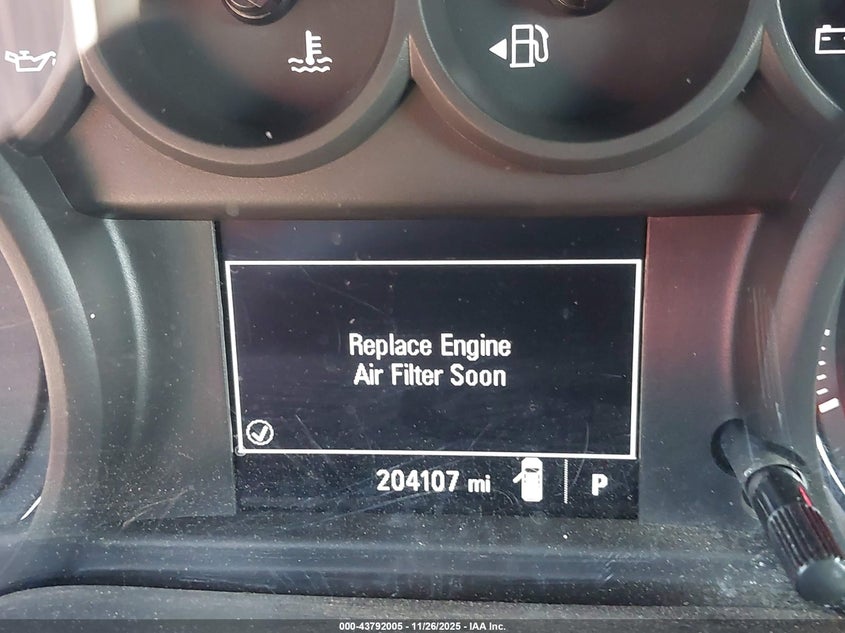 Replace Engine
Air Filter Soon
204107 mi
P
000-43792005 - 11/26/2025 - IAA Inc.